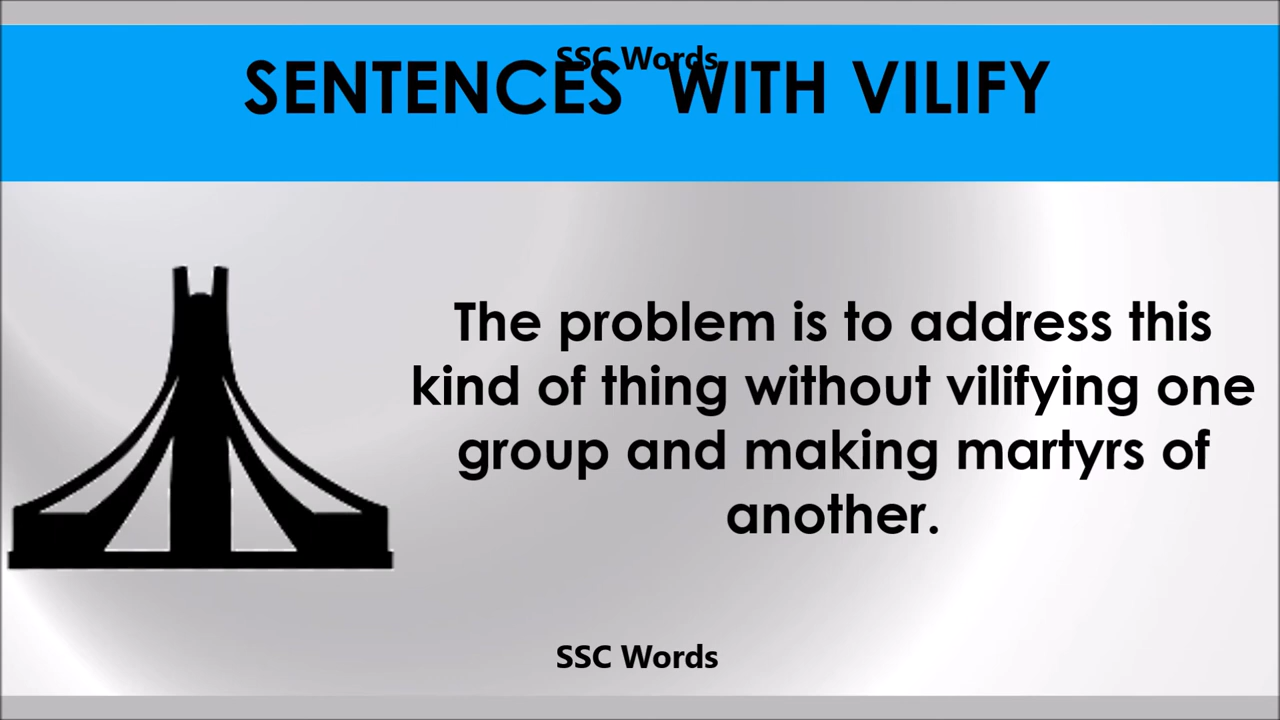 SSC Words
SENTENCES WITH VILIFY
The problem is to address this
kind of thing without vilifying one
group and making martyrs of
another.
SSC Words